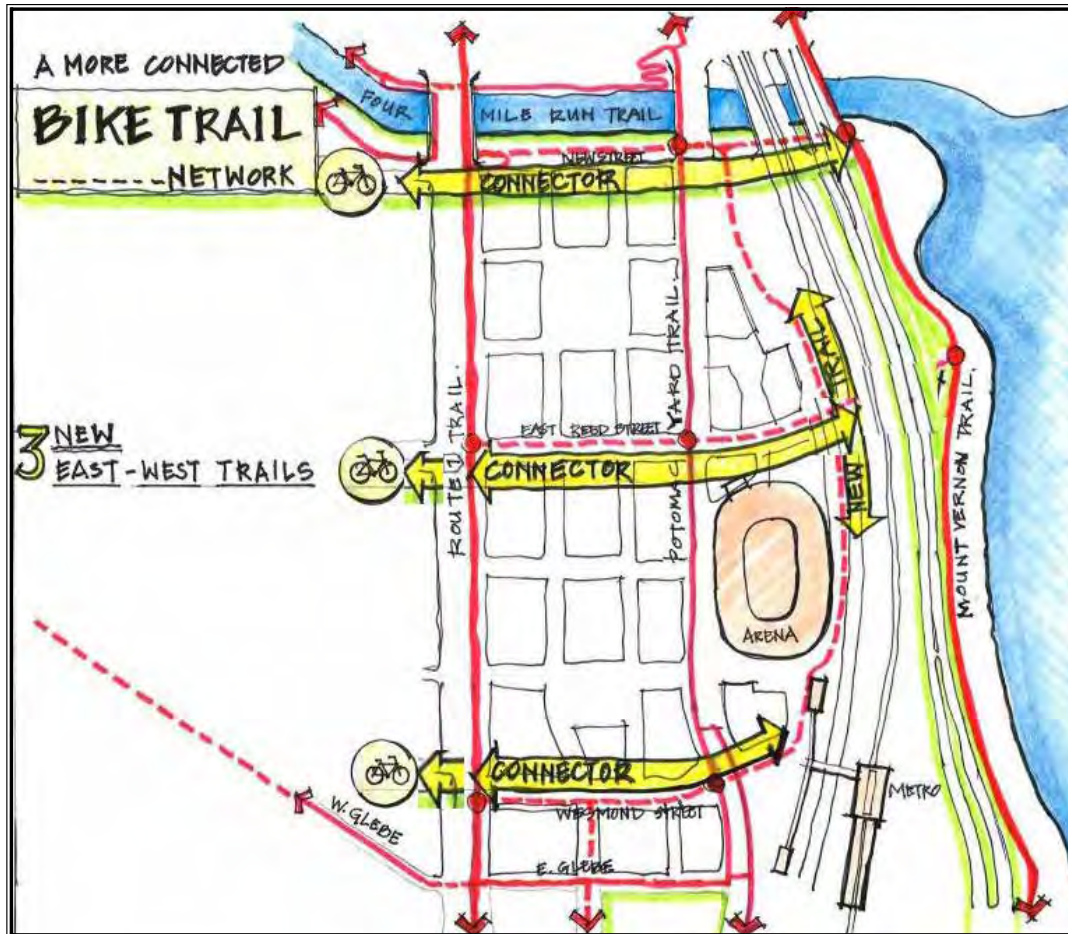 A MORE CONNECTED
BIKE TRAIL
NETWORK
FOUR MILE RUN TRAIL
NEW STREET
CONNECTOR
3 NEW
EAST-WEST TRAILS
ROUTE 1 TRAIL.
POTOMAC YARD TRAIL.
EAST REED STREET
CONNECTOR
NEW TRAIL
MOUNT VERNON TRAIL.
ARENA
CONNECTOR
METRO
WESMOND STREET
W. GLEBE
E. GLEBE